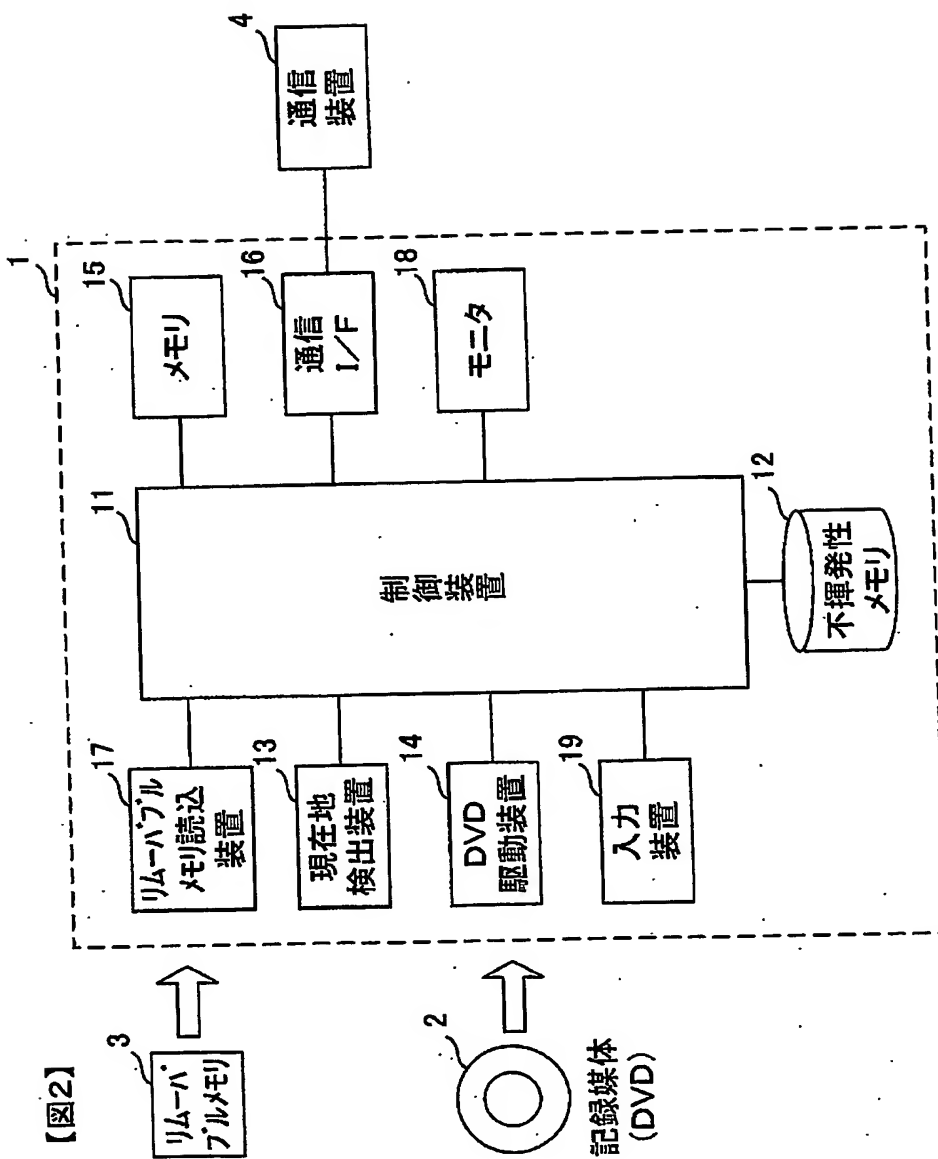 【図2】
3
リムーバ
ブルメモリ
2
記録媒体
(DVD)
1
17
リムーバブル
メモリ読込
装置
13
現在地
検出装置
14
DVD
駆動装置
19
入力
装置
11
制御
装置
12
不揮発性
メモリ
15
メモリ
16
通信
I/F
18
モニタ
4
通信
装置